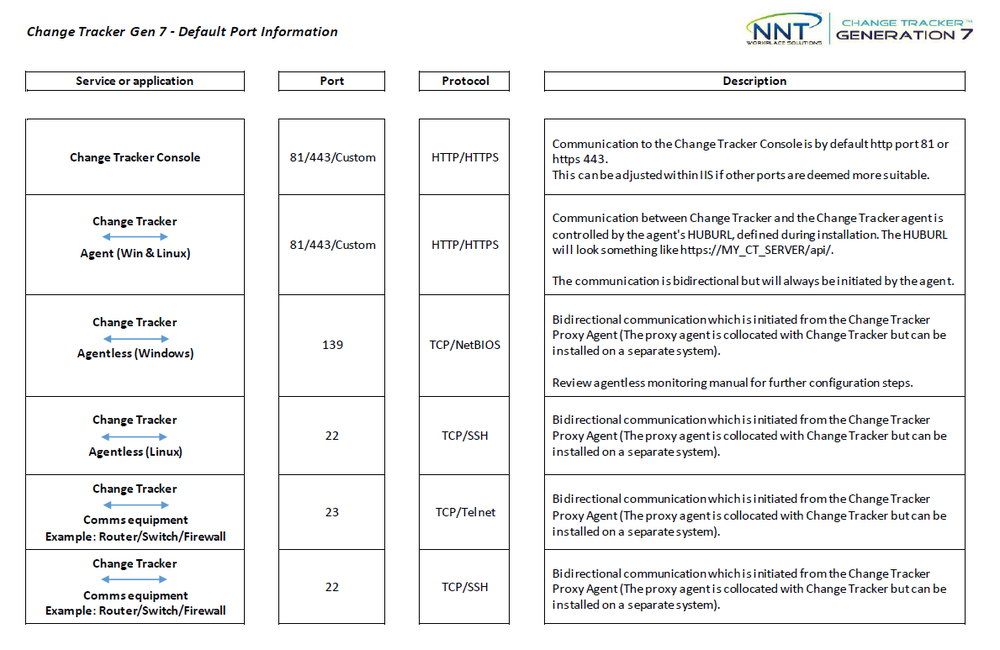 Change Tracker Gen 7 - Default Port Information
NNT
WORKPLACE SOLUTIONS
CHANGE TRACKER™
GENERATION 7
Service or application
Port
Protocol
Description
Change Tracker Console
81/443/Custom
HTTP/HTTPS
Communication to the Change Tracker Console is by default http port 81 or
https 443.
This can be adjusted within IIS if other ports are deemed more suitable.
Change Tracker
Agent (Win & Linux)
81/443/Custom
HTTP/HTTPS
Communication between Change Tracker and the Change Tracker agent is
controlled by the agent's HUBURL, defined during installation. The HUBURL
will look something like https://MY_CT_SERVER/api/.
The communication is bidirectional but will always be initiated by the agent.
Change Tracker
Agentless (Windows)
139
TCP/NetBIOS
Bidirectional communication which is initiated from the Change Tracker
Proxy Agent (The proxy agent is collocated with Change Tracker but can be
installed on a separate system).
Review agentless monitoring manual for further configuration steps.
Change Tracker
Agentless (Linux)
22
TCP/SSH
Bidirectional communication which is initiated from the Change Tracker
Proxy Agent (The proxy agent is collocated with Change Tracker but can be
installed on a separate system).
Change Tracker
Comms equipment
Example: Router/Switch/Firewall
23
TCP/Telnet
Bidirectional communication which is initiated from the Change Tracker
Proxy Agent (The proxy agent is collocated with Change Tracker but can be
installed on a separate system).
Change Tracker
Comms equipment
Example: Router/Switch/Firewall
22
TCP/SSH
Bidirectional communication which is initiated from the Change Tracker
Proxy Agent (The proxy agent is collocated with Change Tracker but can be
installed on a separate system).